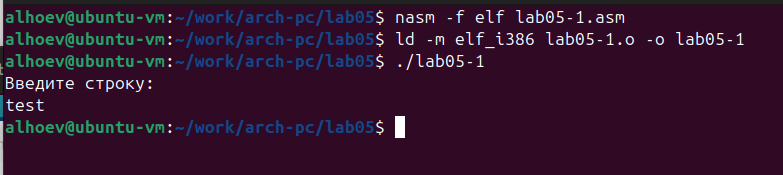 alhoev@ubuntu-vm:~/work/arch-pc/lab05$ nasm -f elf lab05-1.asm
alhoev@ubuntu-vm:~/work/arch-pc/lab05$ ld -m elf_i386 lab05-1.o -o lab05-1
alhoev@ubuntu-vm:~/work/arch-pc/lab05$ ./lab05-1
Введите строку:
test
alhoev@ubuntu-vm:~/work/arch-pc/lab05$